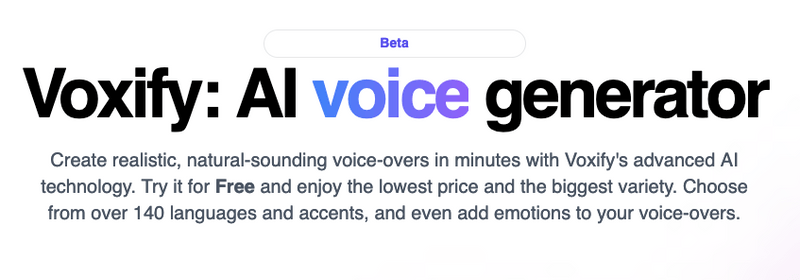 Beta
Voxify: AI voice generator
Create realistic, natural-sounding voice-overs in minutes with Voxify's advanced AI
technology. Try it for Free and enjoy the lowest price and the biggest variety. Choose
from over 140 languages and accents, and even add emotions to your voice-overs.